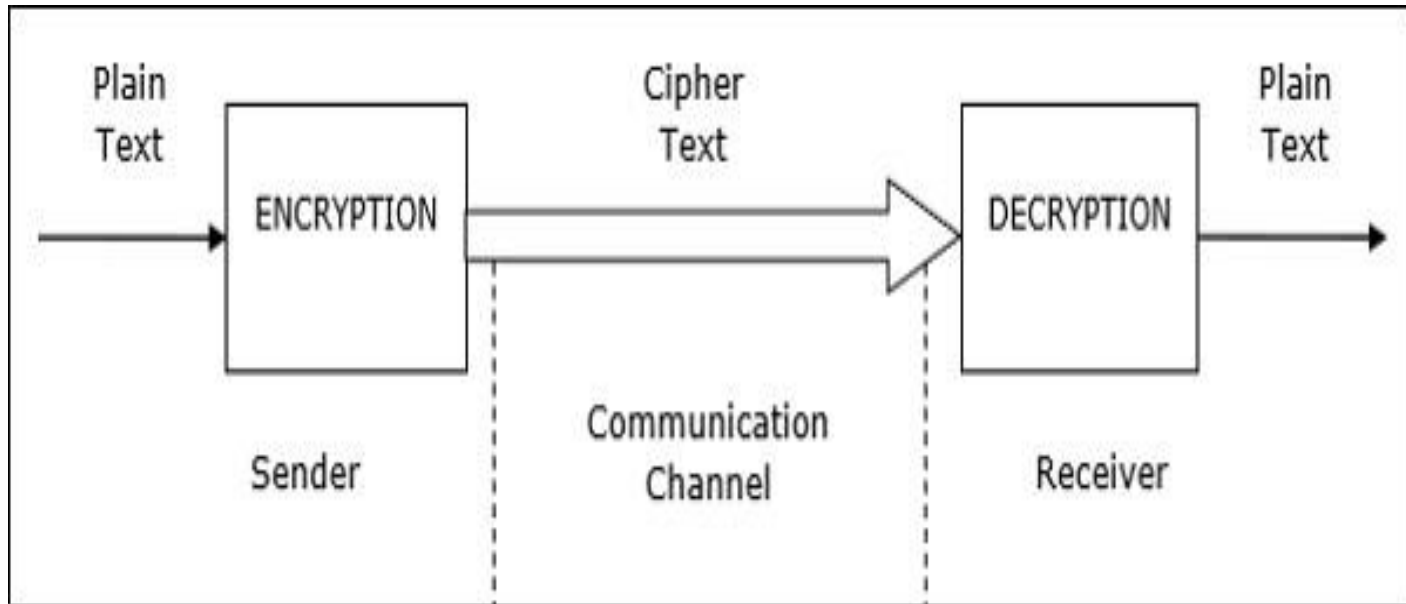 Plain
Text
Cipher
Text
Plain
Text
ENCRYPTION
DECRYPTION
Communication
Channel
Sender
Receiver